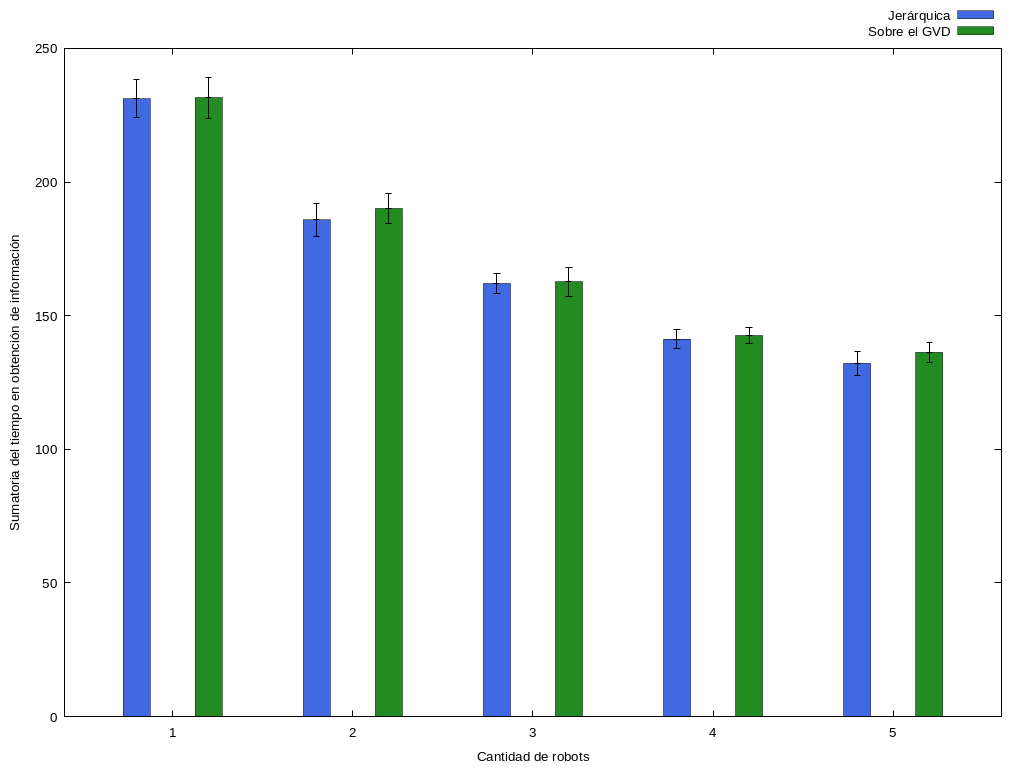 Jerárquica
Sobre el GVD
250
200
150
100
50
0
Sumatoria del tiempo en obtención de información
1 2 3 4 5
Cantidad de robots